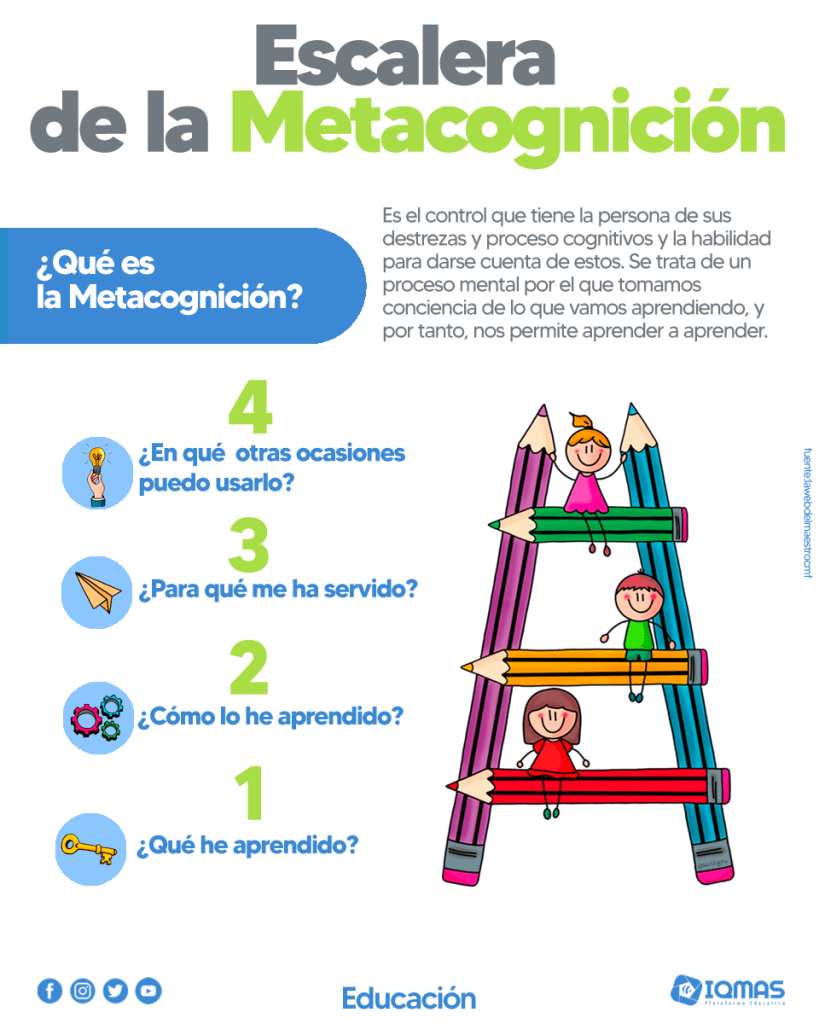 Escalera
de la Metacognición
¿Qué es
la Metacognición?
Es el control que tiene la persona de sus
destrezas y proceso cognitivos y la habilidad
para darse cuenta de estos. Se trata de un
proceso mental por el que tomamos
conciencia de lo que vamos aprendiendo, y
por tanto, nos permite aprender a aprender.
4
¿En qué otras ocasiones
puedo usarlo?
3
¿Para qué me ha servido?
2
¿Cómo lo he aprendido?
1
¿Qué he aprendido?
fuente:lawebdelmaestrocmf
Educación
IQMAS
Plataforma Educativa